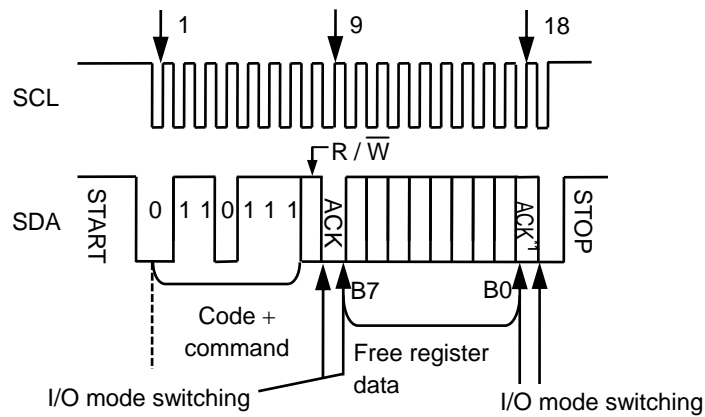 1 9 18
SCL
R / W
SDA
START
0 1 1 0 1 1 1
ACK
ACK*1
STOP
B7 B0
Code +
command
Free register
data
I/O mode switching
I/O mode switching